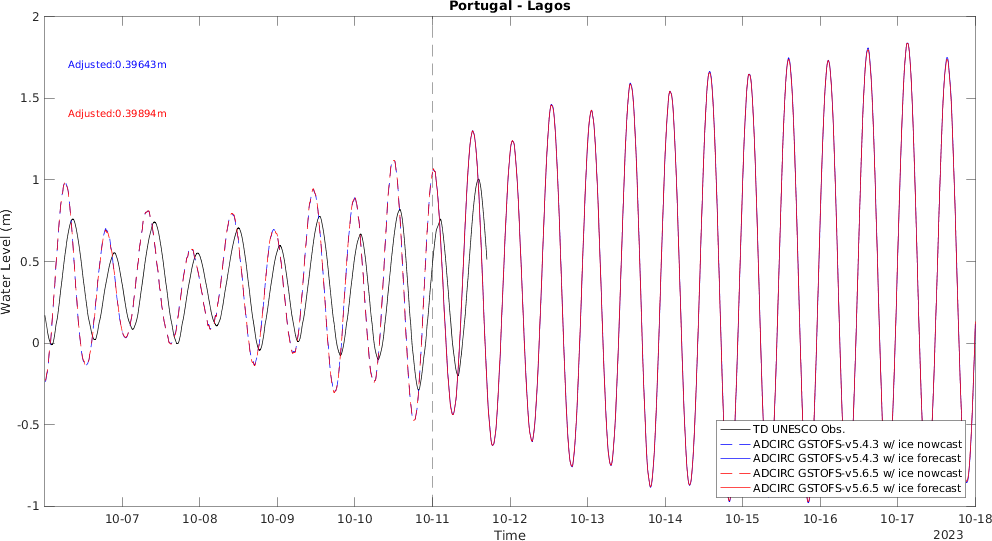 Portugal - Lagos
Adjusted:0.39643m
Adjusted:0.39894m
Water Level (m)
2
1.5
1
0.5
0
-0.5
-1
TD UNESCO Obs.
ADCIRC GSTOFS-v5.4.3 w/ ice nowcast
ADCIRC GSTOFS-v5.4.3 w/ ice forecast
ADCIRC GSTOFS-v5.6.5 w/ ice nowcast
ADCIRC GSTOFS-v5.6.5 w/ ice forecast
10-07 10-08 10-09 10-10 10-11 10-12 10-13 10-14 10-15 10-16 10-17 10-18
Time
2023